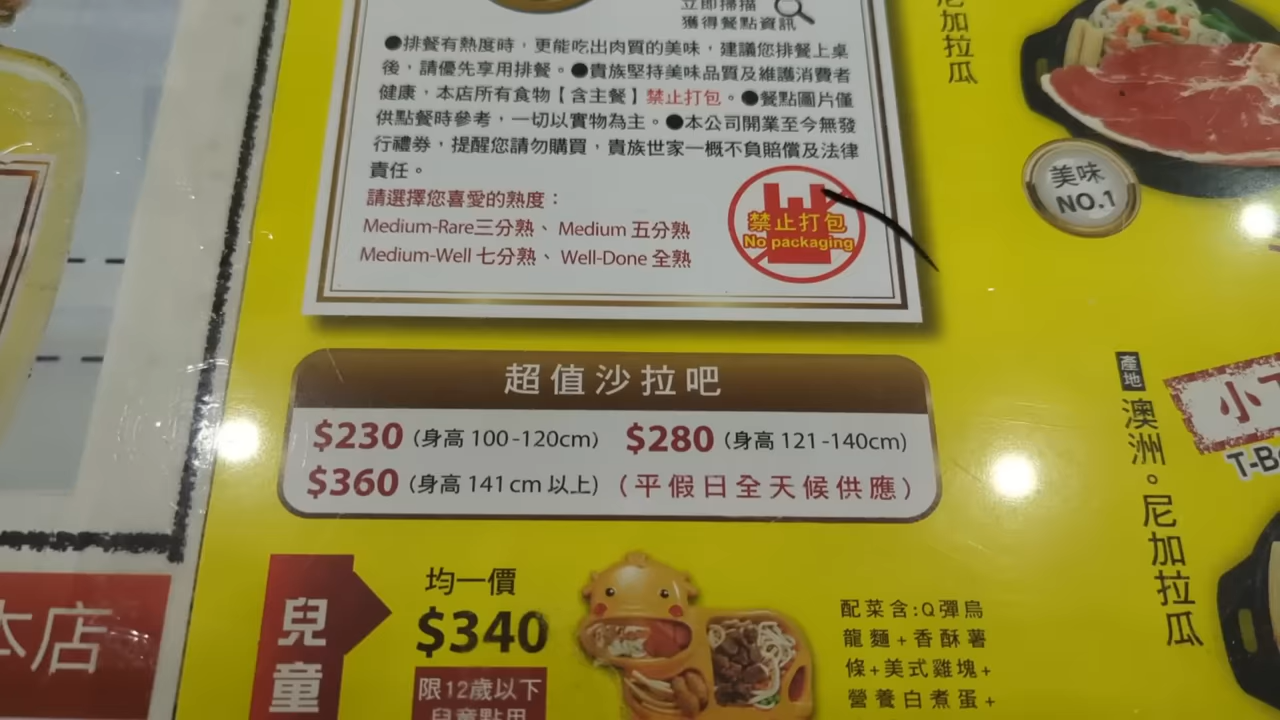 立即掃描
獲得餐點資訊
●排餐有熱度時，更能吃出肉質的美味，建議您排餐上桌
後，請優先享用排餐。●貴族堅持美味品質及維護消費者
健康，本店所有食物【含主餐】禁止打包。●餐點圖片僅
供點餐時參考，一切以實物為主。●本公司開業至今無發
行禮券，提醒您請勿購買，貴族世家一概不負賠償及法律
責任。
請選擇您喜愛的熟度：
Medium-Rare三分熟、 Medium 五分熟
Medium-Well 七分熟、 Well-Done 全熟
禁止打包
No packaging
尼加拉瓜
美味
NO.1
超值沙拉吧
$230 (身高 100-120cm) $280 (身高 121-140cm)
$360 (身高 141cm 以上) (平假日全天候供應)
產地
澳洲。尼加拉瓜
小
本店
兒童
均一價
$340
限12歲以下
兒童點用
配菜含:Q彈烏
龍麵+香酥薯
條+美式雞塊+
營養白煮蛋+